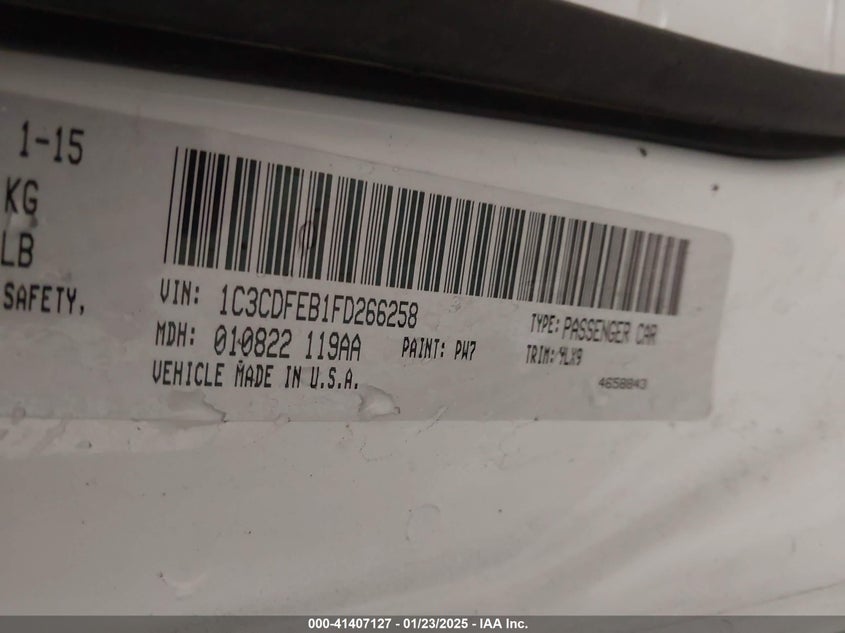 1-15
KG
LB
SAFETY.
VIN: 1C3CDFEB1FD266258
MDH: 010822 119AA
PAINT: PW7
VEHICLE MADE IN U.S.A.
TYPE: PASSENGER CAR
TRIM:
4658843
000-41407127 - 01/23/2025 - IAA Inc.